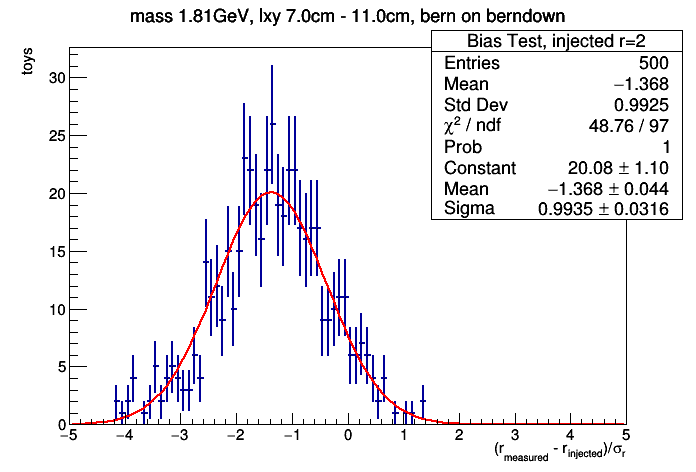 mass 1.81GeV, lxy 7.0cm - 11.0cm, bern on berndown
Bias Test, injected r=2
Entries 500
Mean −1.368
Std Dev 0.9925
χ² / ndf 48.76 / 97
Prob 1
Constant 20.08 ± 1.10
Mean −1.368 ± 0.044
Sigma 0.9935 ± 0.0316
toys
30
25
20
15
10
5
0
−5 −4 −3 −2 −1 0 1 2 3 4 5
(r_measured - r_injected)/σ_r